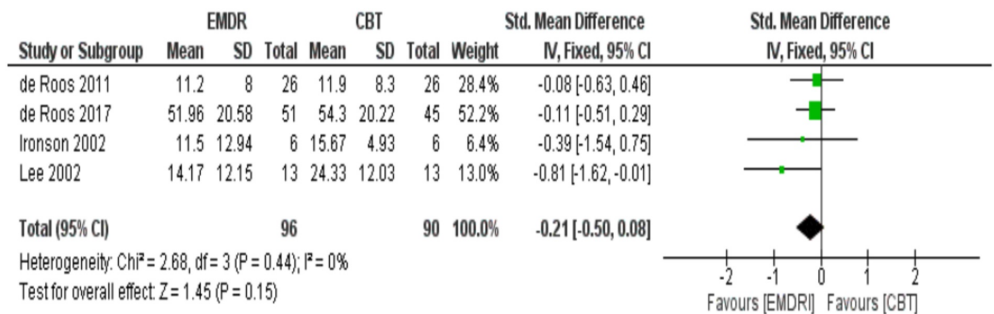 EMDR CBT Std. Mean Difference Std. Mean Difference
Study or Subgroup Mean SD Total Mean SD Total Weight IV, Fixed, 95% CI IV, Fixed, 95% CI
de Roos 2011 11.2 8 26 11.9 8.3 26 28.4% -0.08 [-0.63, 0.46]
de Roos 2017 51.96 20.58 51 54.3 20.22 45 52.2% -0.11 [-0.51, 0.29]
Ironson 2002 11.5 12.94 6 15.67 4.93 6 6.4% -0.39 [-1.54, 0.75]
Lee 2002 14.17 12.15 13 24.33 12.03 13 13.0% -0.81 [-1.62, -0.01]
Total (95% CI) 96 90 100.0% -0.21 [-0.50, 0.08]
Heterogeneity: Chi² = 2.68, df = 3 (P = 0.44); I² = 0%
Test for overall effect: Z = 1.45 (P = 0.15)
-2 -1 0 1 2
Favours [EMDRI] Favours [CBT]